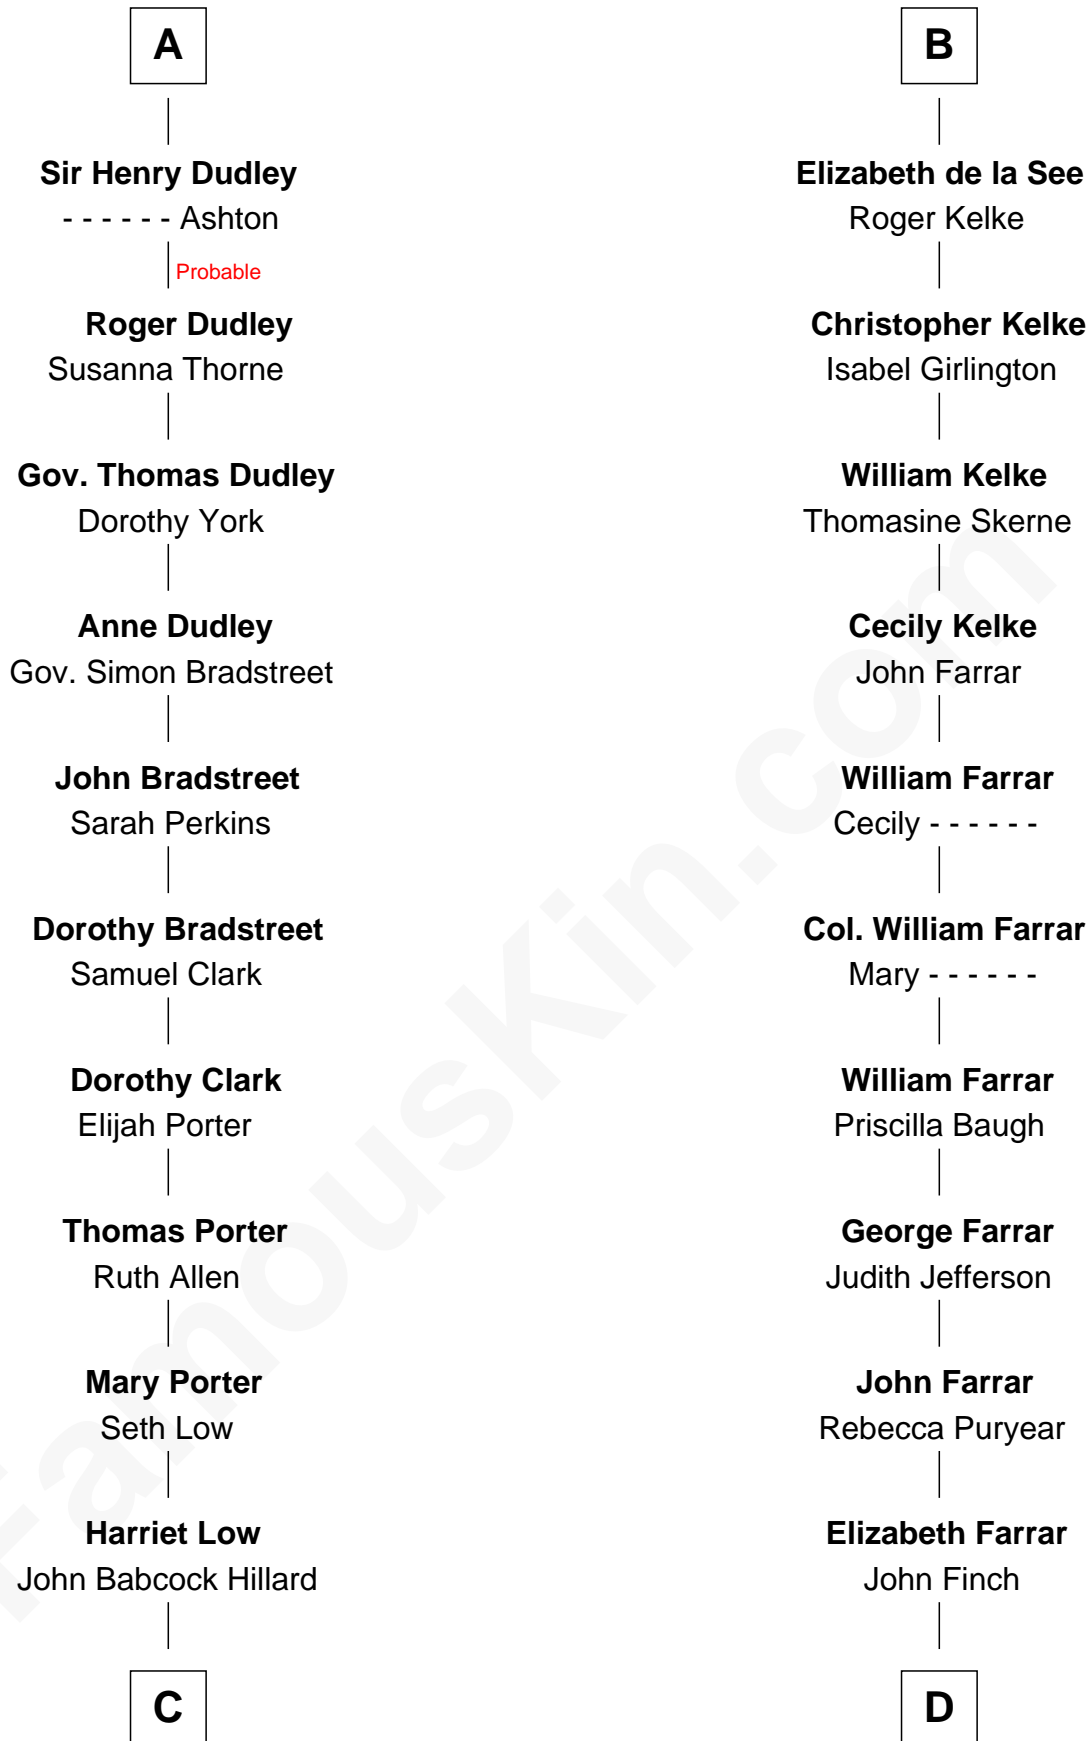 A
Sir Henry Dudley
- - - - - - Ashton
Probable
Roger Dudley
Susanna Thorne
Gov. Thomas Dudley
Dorothy York
Anne Dudley
Gov. Simon Bradstreet
John Bradstreet
Sarah Perkins
Dorothy Bradstreet
Samuel Clark
Dorothy Clark
Elijah Porter
Thomas Porter
Ruth Allen
Mary Porter
Seth Low
Harriet Low
John Babcock Hillard
C
B
Elizabeth de la See
Roger Kelke
Christopher Kelke
Isabel Girlington
William Kelke
Thomasine Skerne
Cecily Kelke
John Farrar
William Farrar
Cecily - - - - - -
Col. William Farrar
Mary - - - - - -
William Farrar
Priscilla Baugh
George Farrar
Judith Jefferson
John Farrar
Rebecca Puryear
Elizabeth Farrar
John Finch
D
FamousKin.com